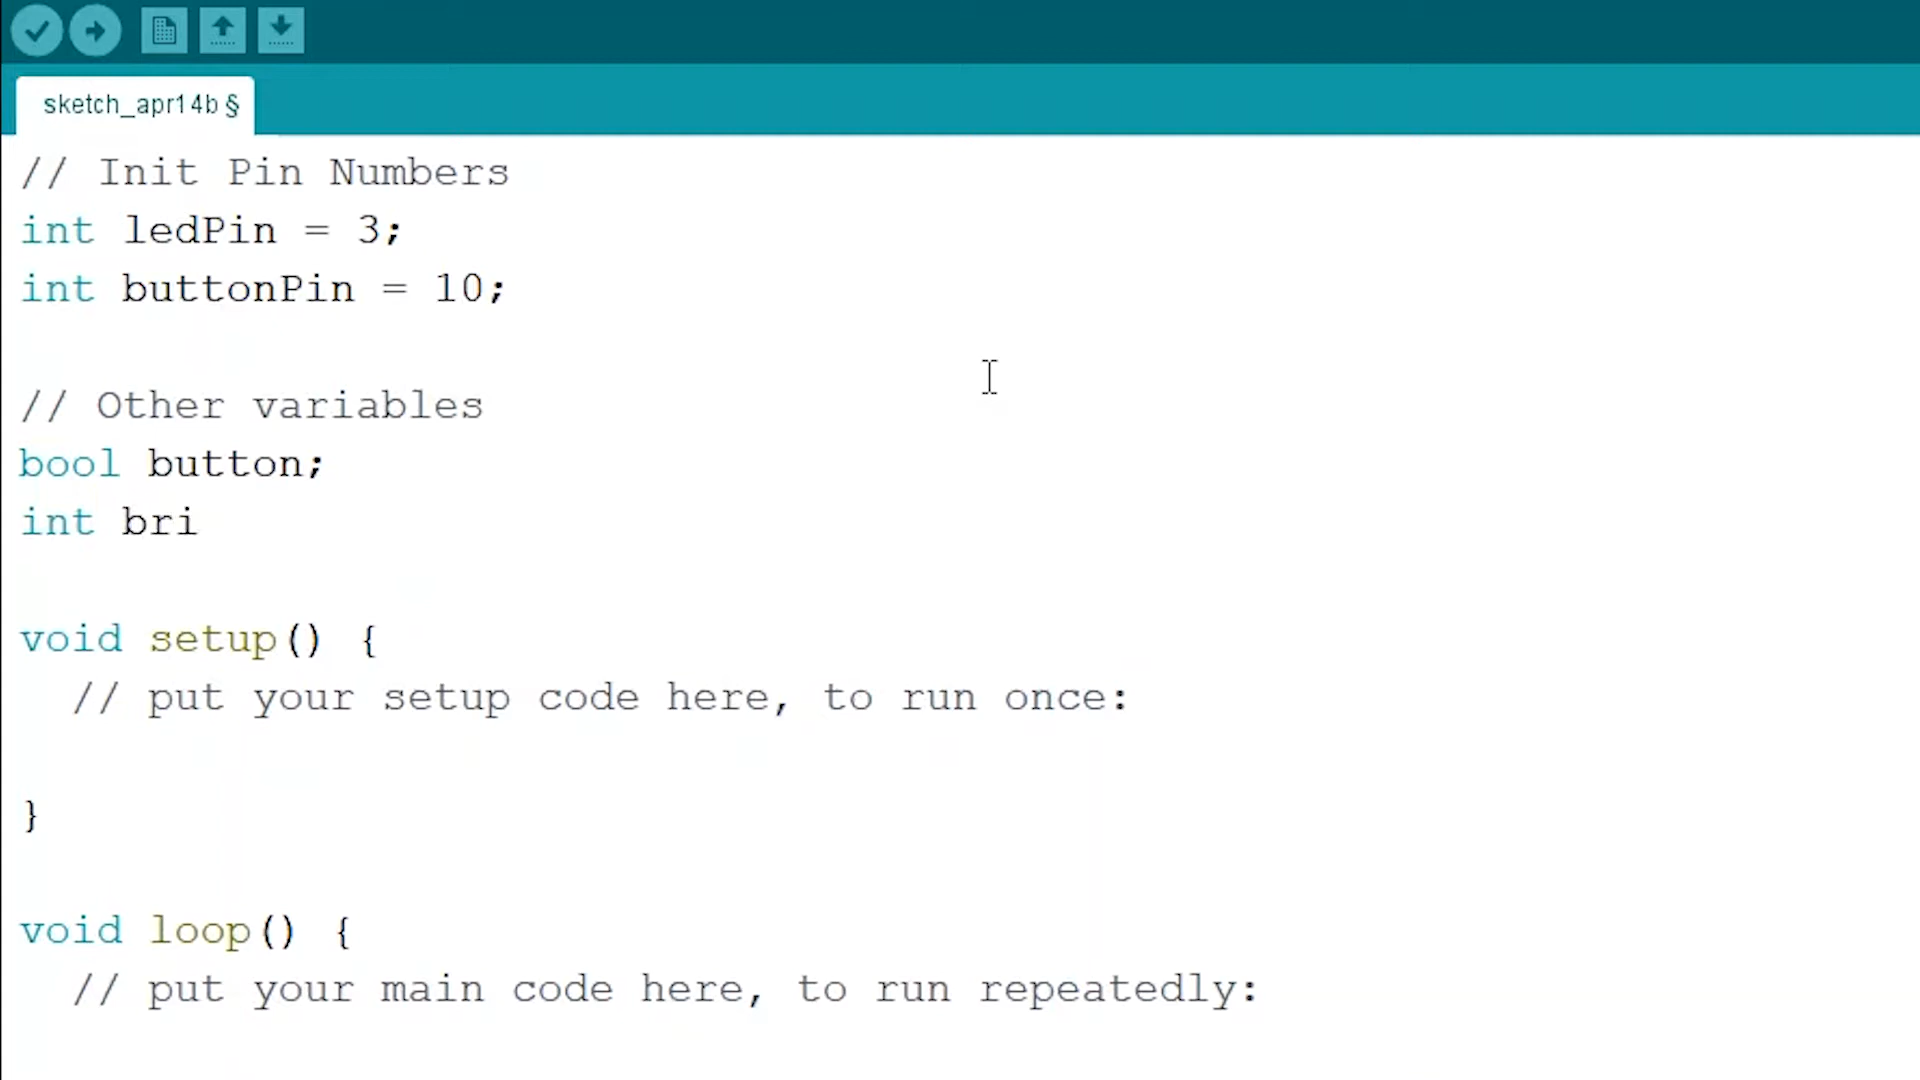 sketch_apr14b §
// Init Pin Numbers
int ledPin = 3;
int buttonPin = 10;
// Other variables
bool button;
int bri
void setup() {
// put your setup code here, to run once:
}
void loop() {
// put your main code here, to run repeatedly: